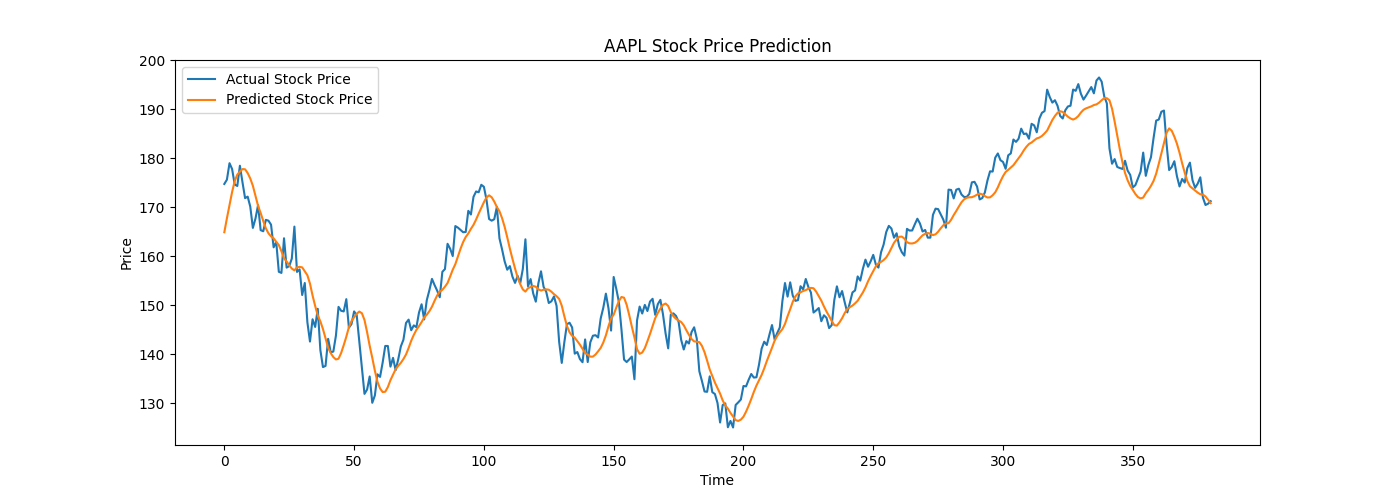 AAPL Stock Price Prediction
Actual Stock Price
Predicted Stock Price
Price
200
190
180
170
160
150
140
130
0 50 100 150 200 250 300 350
Time